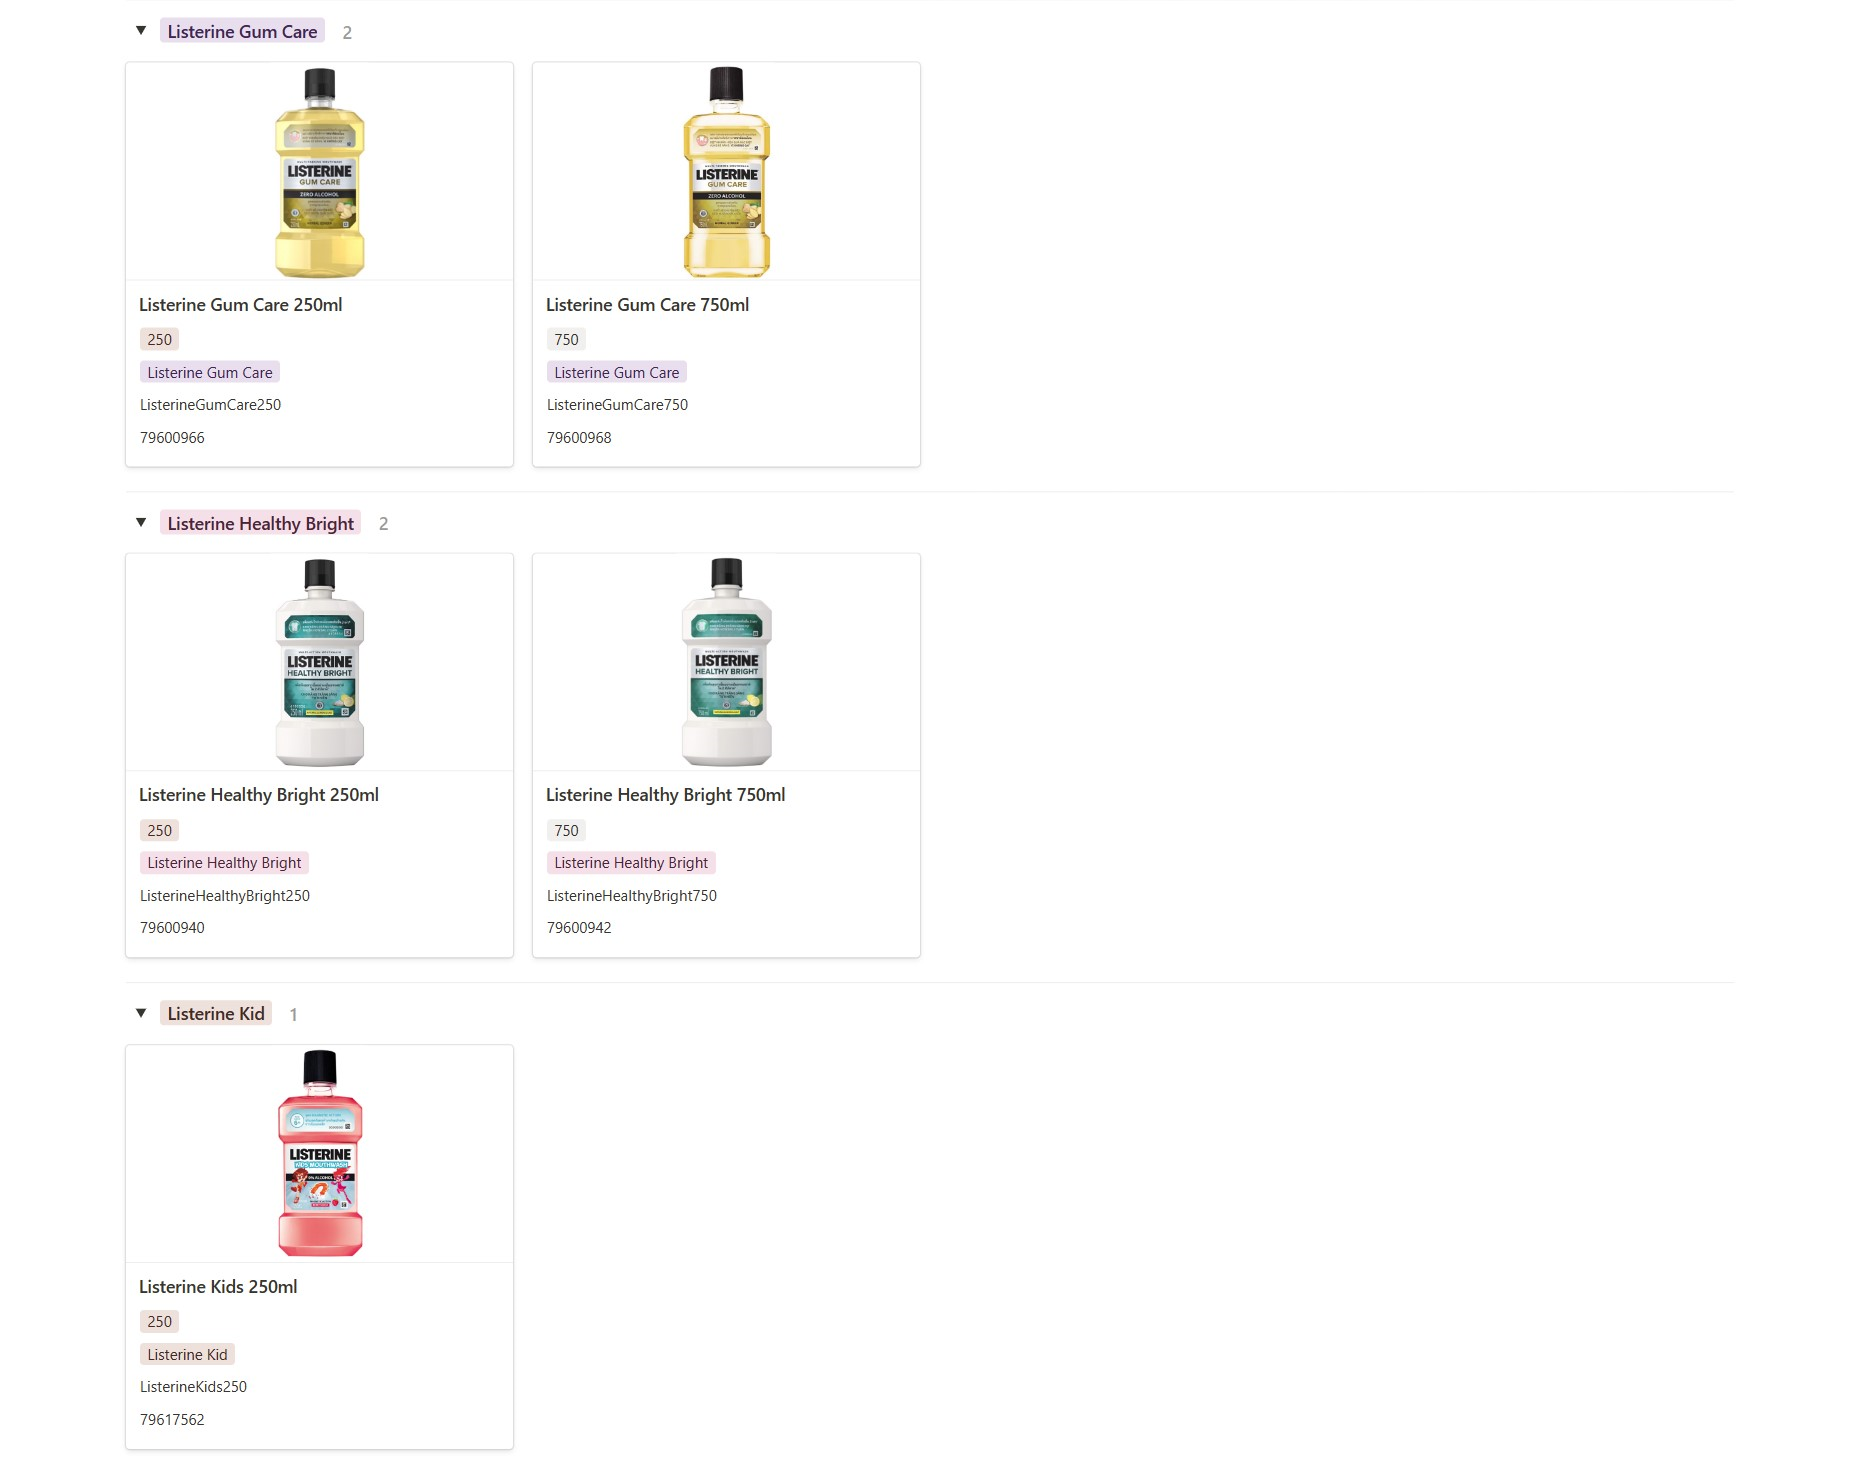 Listerine Gum Care 2
LISTERINE
GUM CARE
ZERO ALCOHOL
LISTERINE
GUM CARE
ZERO ALCOHOL
Listerine Gum Care 250ml
250
Listerine Gum Care
ListerineGumCare250
79600966
Listerine Gum Care 750ml
750
Listerine Gum Care
ListerineGumCare750
79600968
Listerine Healthy Bright 2
LISTERINE
HEALTHY BRIGHT
LISTERINE
HEALTHY BRIGHT
Listerine Healthy Bright 250ml
250
Listerine Healthy Bright
ListerineHealthyBright250
79600940
Listerine Healthy Bright 750ml
750
Listerine Healthy Bright
ListerineHealthyBright750
79600942
Listerine Kid 1
LISTERINE
KIDS MOUTHWASH
0% ALCOHOL
Listerine Kids 250ml
250
Listerine Kid
ListerineKids250
79617562